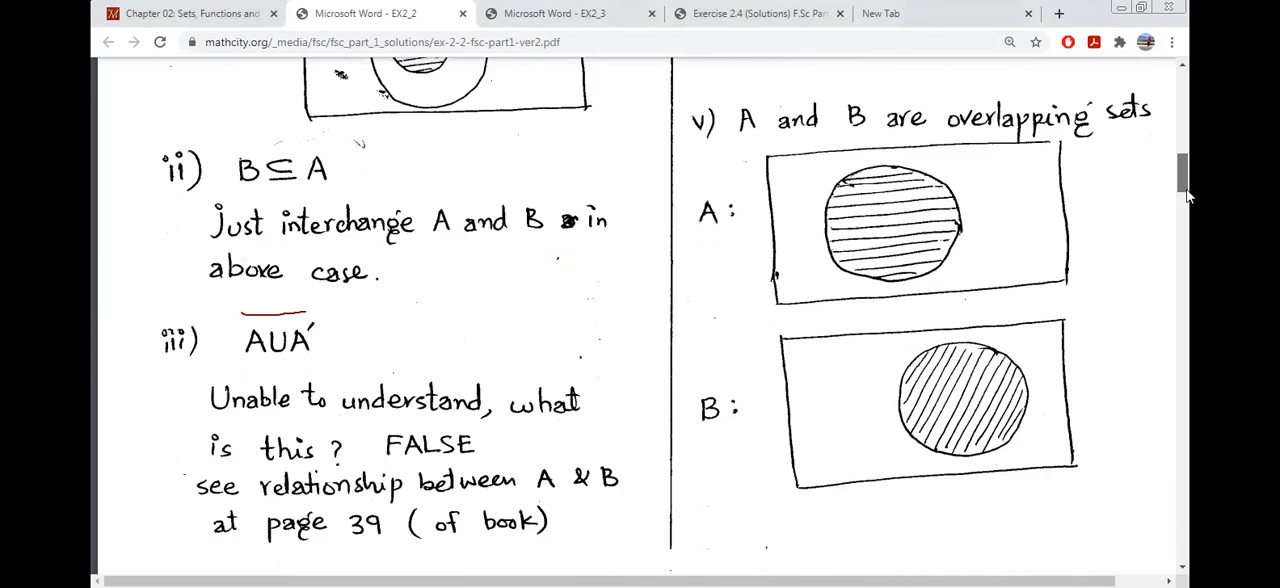 Chapter 02: Sets, Functions and
Microsoft Word - EX2_2
Microsoft Word - EX2_3
Exercise 2.4 (Solutions) F.Sc Par
New Tab
mathcity.org/_media/fsc/fsc_part_1_solutions/ex-2-2-fsc-part1-ver2.pdf
ii) B⊆A
Just interchange A and B in
above case.
iii) A∪A′
Unable to understand, what
is this? FALSE
see relationship between A & B
at page 39 (of book)
v) A and B are overlapping sets
A:
B: